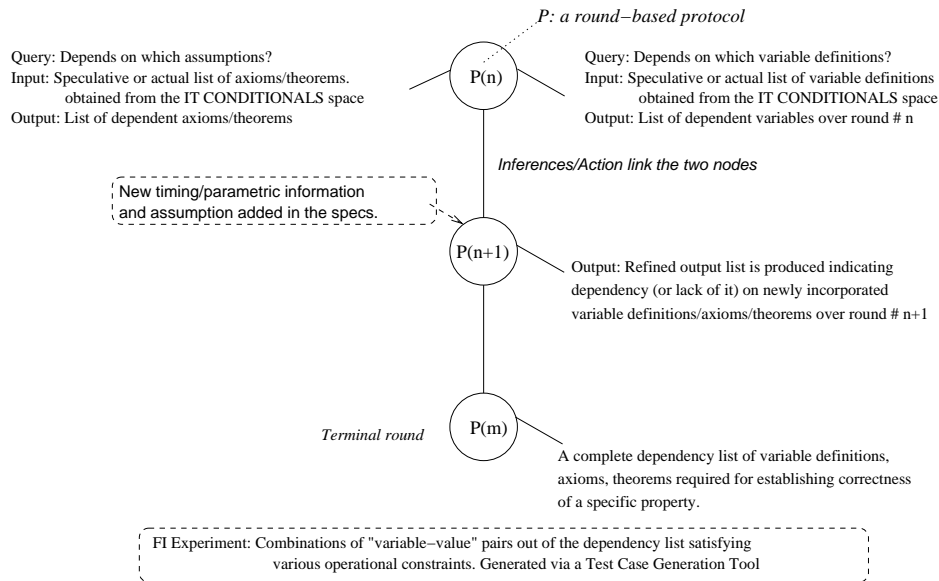 P: a round−based protocol
Query: Depends on which assumptions?
Input: Speculative or actual list of axioms/theorems.
obtained from the IT CONDITIONALS space
Output: List of dependent axioms/theorems
P(n)
Query: Depends on which variable definitions?
Input: Speculative or actual list of variable definitions
obtained from the IT CONDITIONALS space
Output: List of dependent variables over round # n
Inferences/Action link the two nodes
New timing/parametric information
and assumption added in the specs.
P(n+1)
Output: Refined output list is produced indicating
dependency (or lack of it) on newly incorporated
variable definitions/axioms/theorems over round # n+1
Terminal round
P(m)
A complete dependency list of variable definitions,
axioms, theorems required for establishing correctness
of a specific property.
FI Experiment: Combinations of "variable−value" pairs out of the dependency list satisfying
various operational constraints. Generated via a Test Case Generation Tool